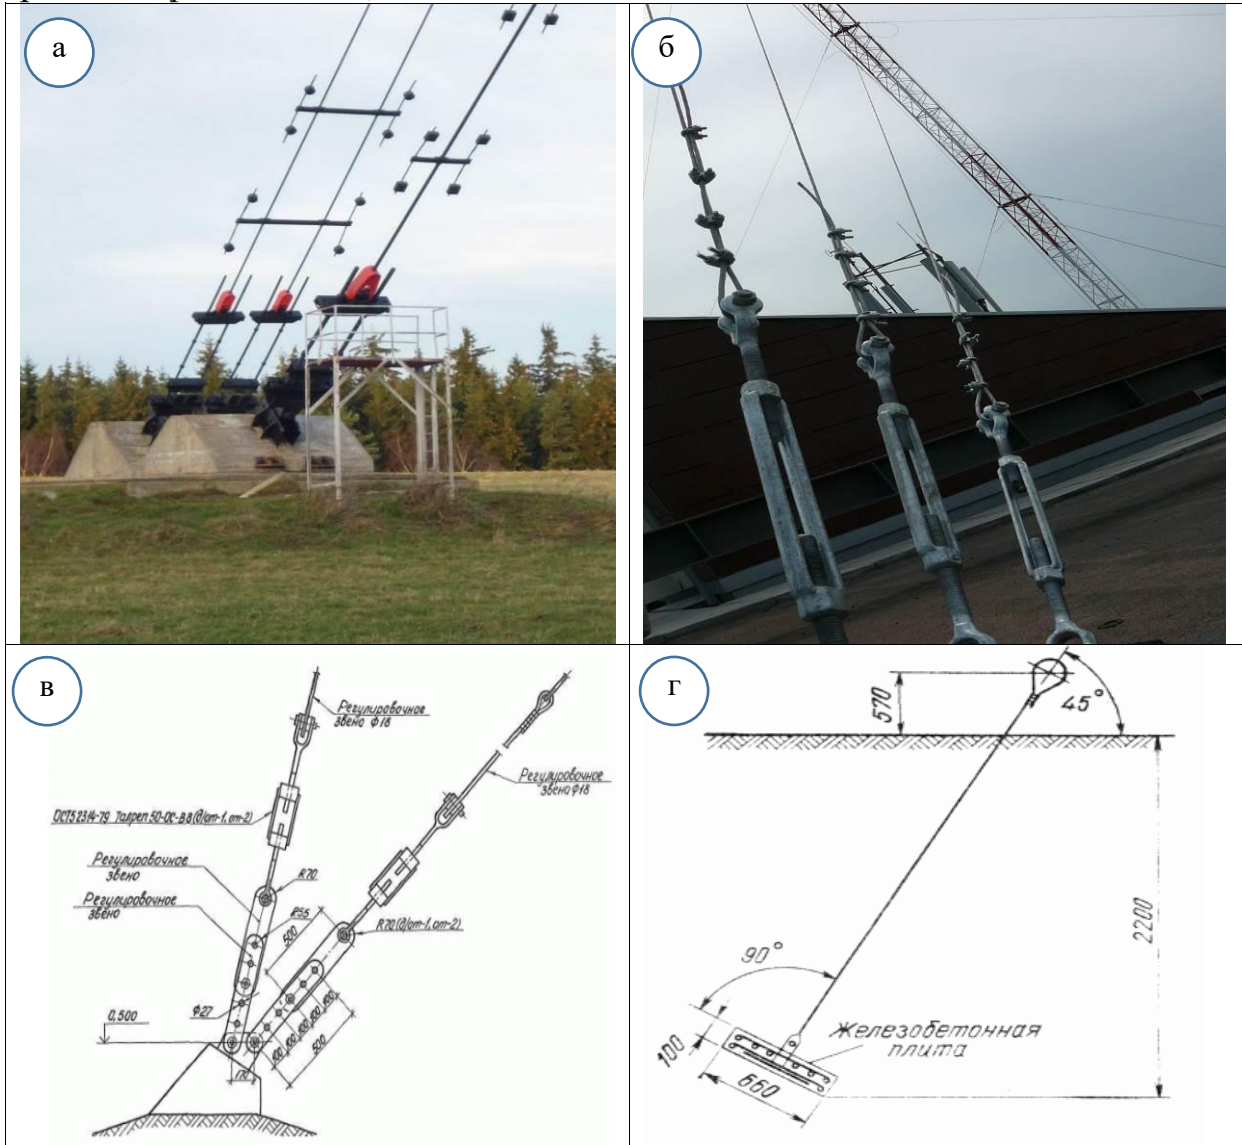 а
б
в
Регулировочное
звено ф18
Регулировочное
звено ф18
ОСТ5 2314-79 Талреп 50-ОС-В8 (д/от-1, от-2)
Регулировочное
звено
R70
Регулировочное
звено
R55
500
R70 (д/от-1, от-2)
ф27
0,500
100
100
100
100
100
500
170
г
570
45°
2200
90°
Железобетонная
плита
100
660